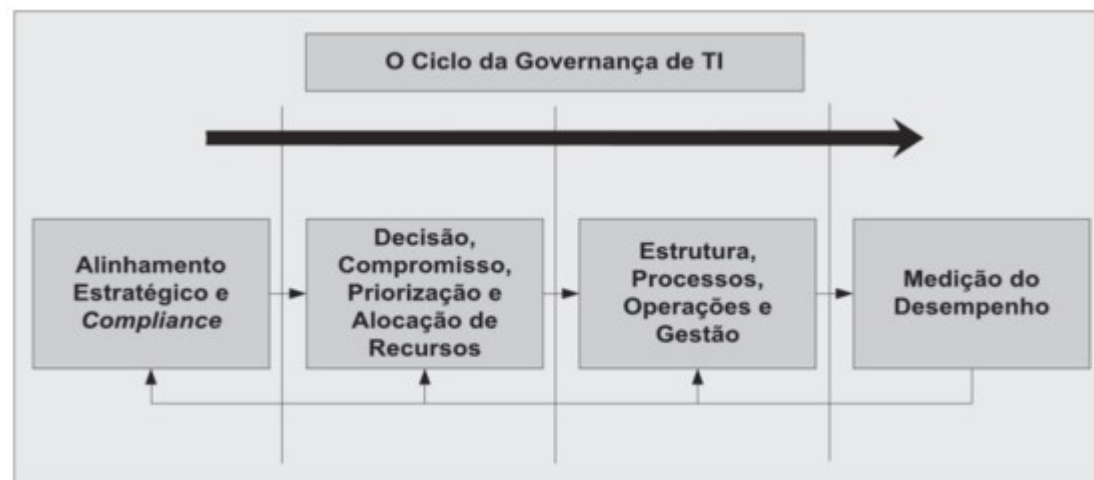 O Ciclo da Governança de TI
Alinhamento
Estratégico e
Compliance
Decisão,
Compromisso,
Priorização e
Alocação de
Recursos
Estrutura,
Processos,
Operações e
Gestão
Medição do
Desempenho